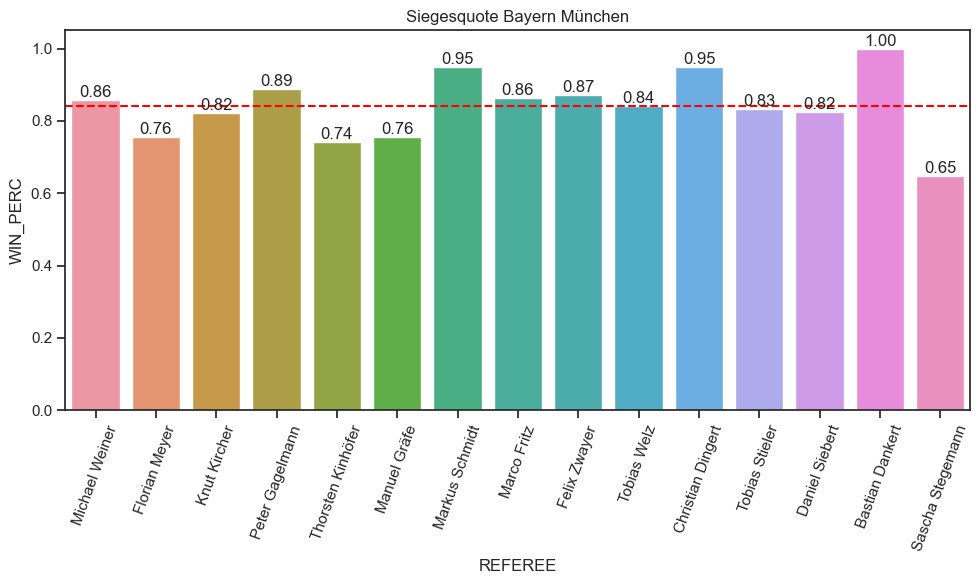 Siegesquote Bayern München
WIN_PERC
1.0
0.8
0.6
0.4
0.2
0.0
0.86
0.76
0.82
0.89
0.74
0.76
0.95
0.86
0.87
0.84
0.95
0.83
0.82
1.00
0.65
Michael Weiner
Florian Meyer
Knut Kircher
Peter Gagelmann
Thorsten Kinhöfer
Manuel Gräfe
Markus Schmidt
Marco Fritz
Felix Zwayer
Tobias Welz
Christian Dingert
Tobias Stieler
Daniel Siebert
Bastian Dankert
Sascha Stegemann
REFEREE